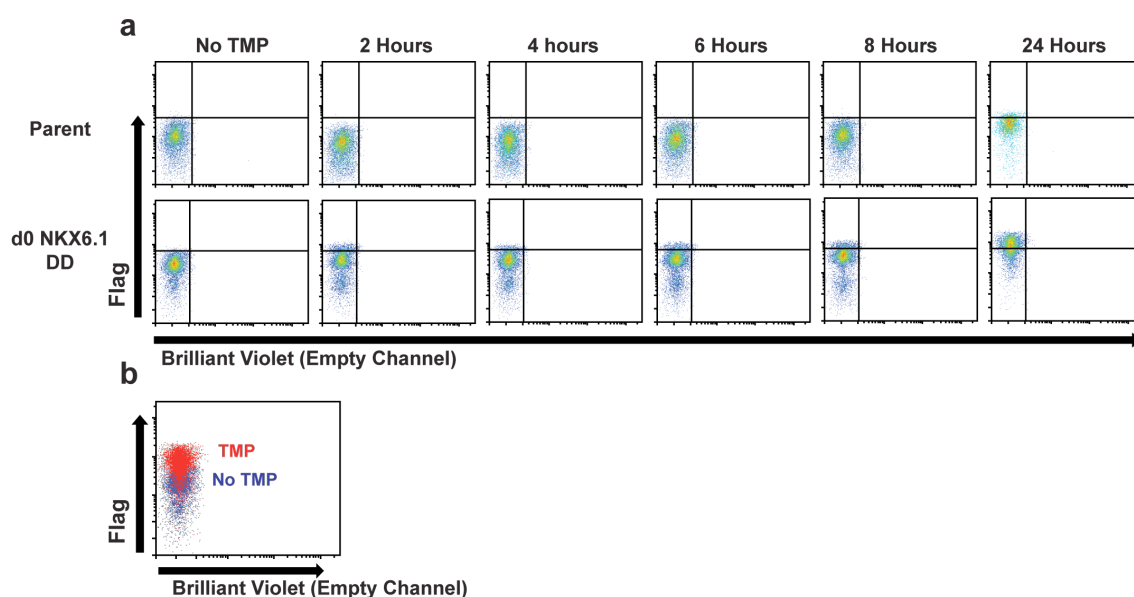 a
No TMP 2 Hours 4 hours 6 Hours 8 Hours 24 Hours
Parent
d0 NKX6.1
DD
Flag
Brilliant Violet (Empty Channel)
b
TMP
No TMP
Flag
Brilliant Violet (Empty Channel)